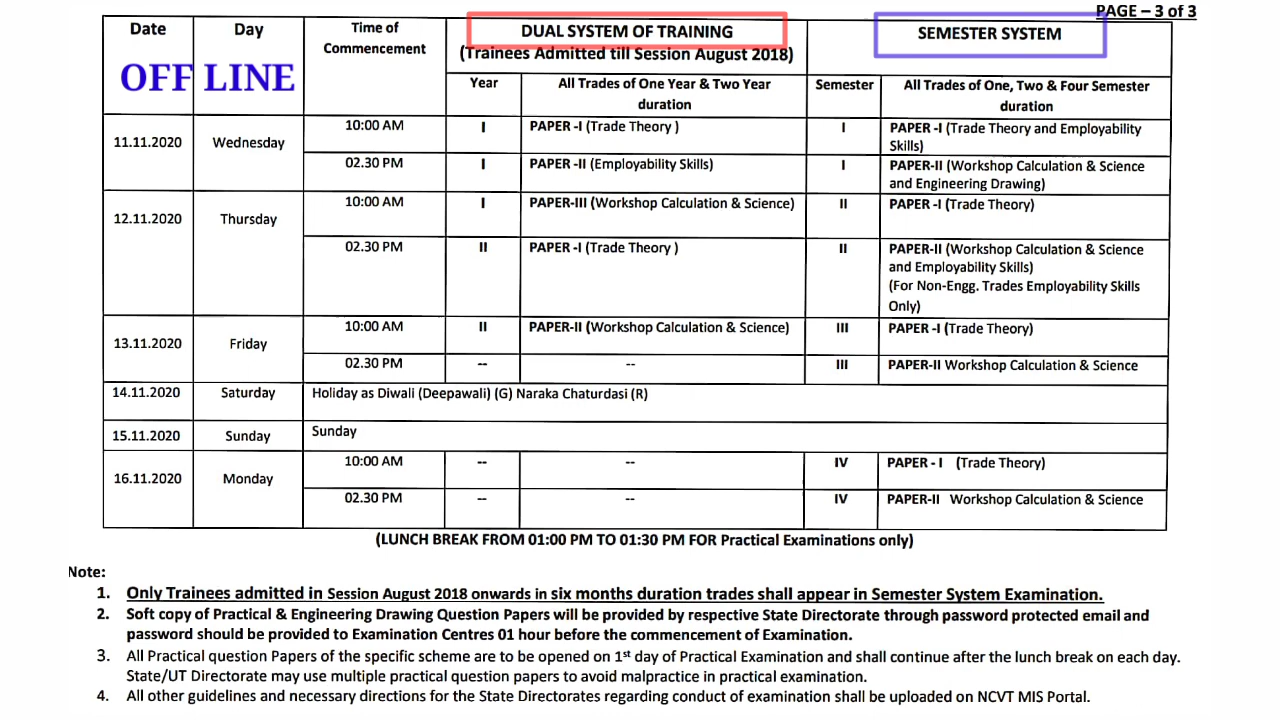 PAGE – 3 of 3
Date Day Time of Commencement DUAL SYSTEM OF TRAINING SEMESTER SYSTEM
(Trainees Admitted till Session August 2018)
OFF LINE
Year All Trades of One Year & Two Year duration Semester All Trades of One, Two & Four Semester duration
11.11.2020 Wednesday 10:00 AM I PAPER -I (Trade Theory ) I PAPER -I (Trade Theory and Employability
Skills)
02.30 PM I PAPER -II (Employability Skills) I PAPER-II (Workshop Calculation & Science
and Engineering Drawing)
12.11.2020 Thursday 10:00 AM I PAPER-III (Workshop Calculation & Science) II PAPER -I (Trade Theory)
02.30 PM II PAPER -I (Trade Theory ) II PAPER-II (Workshop Calculation & Science
and Employability Skills)
(For Non-Engg. Trades Employability Skills
Only)
13.11.2020 Friday 10:00 AM II PAPER-II (Workshop Calculation & Science) III PAPER -I (Trade Theory)
02.30 PM -- -- III PAPER-II Workshop Calculation & Science
14.11.2020 Saturday Holiday as Diwali (Deepawali) (G) Naraka Chaturdasi (R)
15.11.2020 Sunday Sunday
16.11.2020 Monday 10:00 AM -- -- IV PAPER - I (Trade Theory)
02.30 PM -- -- IV PAPER-II Workshop Calculation & Science
(LUNCH BREAK FROM 01:00 PM TO 01:30 PM FOR Practical Examinations only)
Note:
1. Only Trainees admitted in Session August 2018 onwards in six months duration trades shall appear in Semester System Examination.
2. Soft copy of Practical & Engineering Drawing Question Papers will be provided by respective State Directorate through password protected email and
password should be provided to Examination Centres 01 hour before the commencement of Examination.
3. All Practical question Papers of the specific scheme are to be opened on 1st day of Practical Examination and shall continue after the lunch break on each day.
State/UT Directorate may use multiple practical question papers to avoid malpractice in practical examination.
4. All other guidelines and necessary directions for the State Directorates regarding conduct of examination shall be uploaded on NCVT MIS Portal.